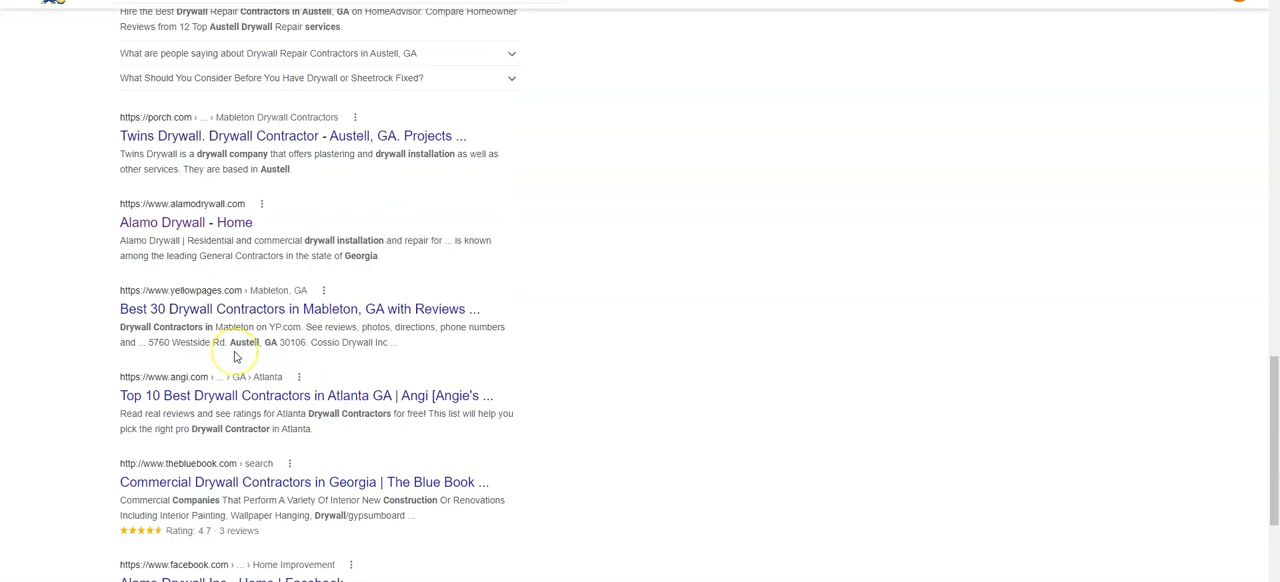 Hire the Best Drywall Repair Contractors in Austell, GA on HomeAdvisor. Compare Homeowner
Reviews from 12 Top Austell Drywall Repair services.
What are people saying about Drywall Repair Contractors in Austell, GA
What Should You Consider Before You Have Drywall or Sheetrock Fixed?
https://porch.com › ... › Mableton Drywall Contractors
Twins Drywall. Drywall Contractor - Austell, GA. Projects ...
Twins Drywall is a drywall company that offers plastering and drywall installation as well as
other services. They are based in Austell.
https://www.alamodrywall.com
Alamo Drywall - Home
Alamo Drywall | Residential and commercial drywall installation and repair for ... is known
among the leading General Contractors in the state of Georgia.
https://www.yellowpages.com › Mableton, GA
Best 30 Drywall Contractors in Mableton, GA with Reviews ...
Drywall Contractors in Mableton on YP.com. See reviews, photos, directions, phone numbers
and ... 5760 Westside Rd. Austell, GA 30106. Cossio Drywall Inc ...
https://www.angi.com › ... › GA › Atlanta
Top 10 Best Drywall Contractors in Atlanta GA | Angi [Angie's ...
Read real reviews and see ratings for Atlanta Drywall Contractors for free! This list will help you
pick the right pro Drywall Contractor in Atlanta.
http://www.thebluebook.com › search
Commercial Drywall Contractors in Georgia | The Blue Book ...
Commercial Companies That Perform A Variety Of Interior New Construction Or Renovations
Including Interior Painting, Wallpaper Hanging, Drywall/gypsumboard ...
Rating: 4.7 · 3 reviews
https://www.facebook.com › ... › Home Improvement
Alamo Drywall Inc - Home | Facebook